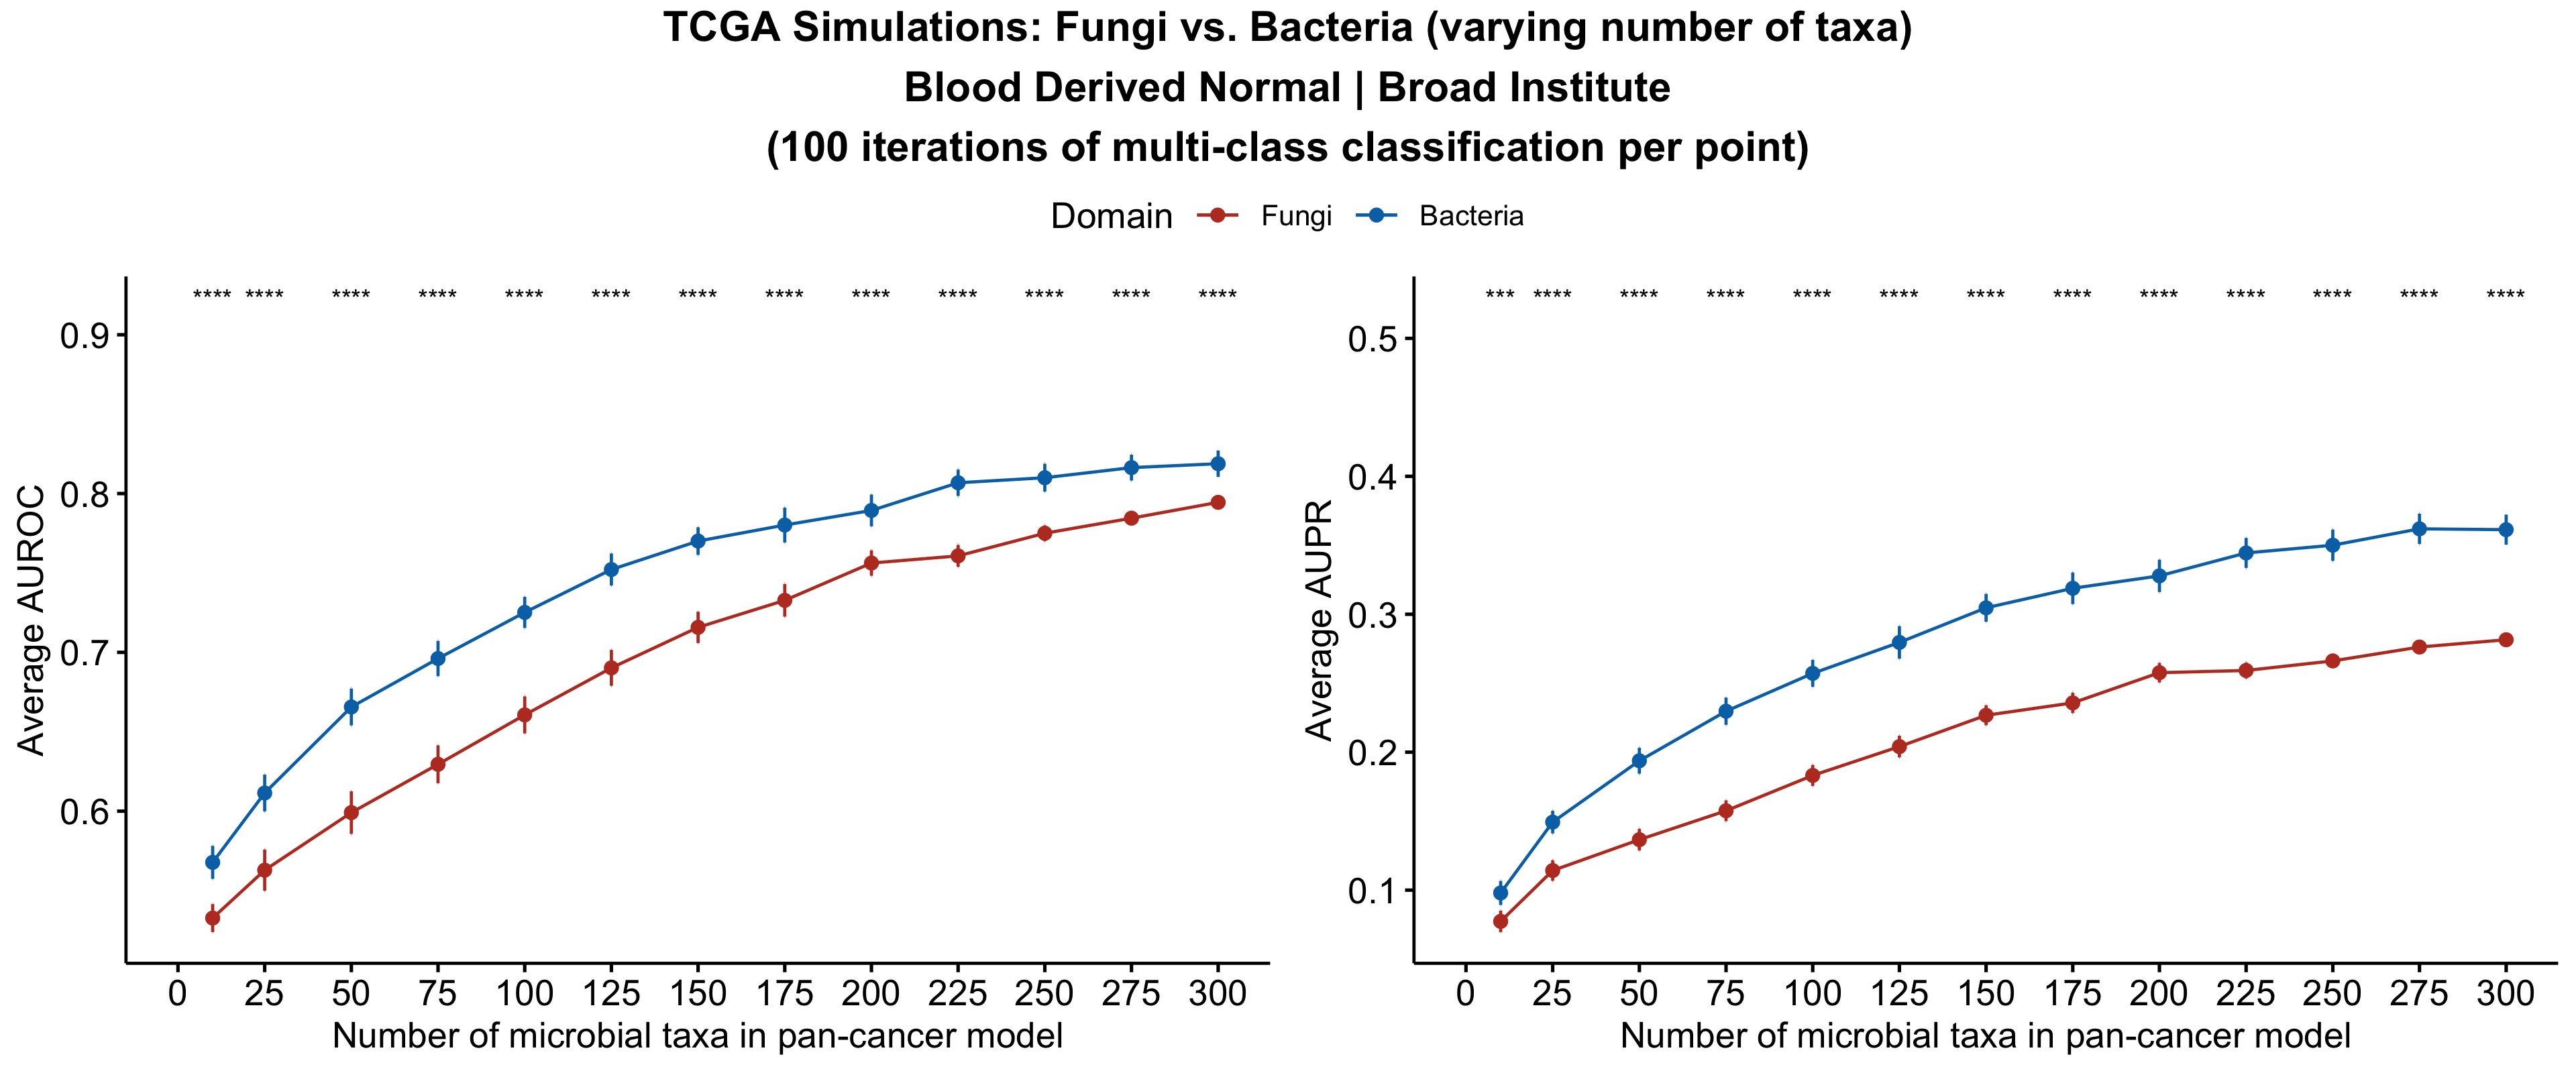 TCGA Simulations: Fungi vs. Bacteria (varying number of taxa)
Blood Derived Normal | Broad Institute
(100 iterations of multi-class classification per point)
Domain Fungi Bacteria
**** **** **** **** **** **** **** **** **** **** **** **** ****
0.9
0.8
0.7
0.6
Average AUROC
0 25 50 75 100 125 150 175 200 225 250 275 300
Number of microbial taxa in pan-cancer model
*** **** **** **** **** **** **** **** **** **** **** **** ****
0.5
0.4
0.3
0.2
0.1
Average AUPR
0 25 50 75 100 125 150 175 200 225 250 275 300
Number of microbial taxa in pan-cancer model